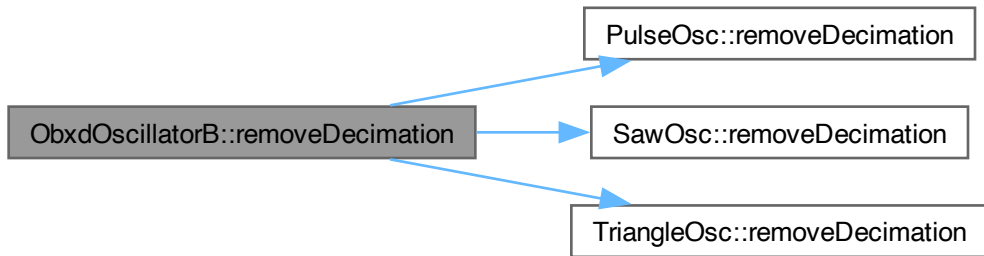 PulseOsc::removeDecimation
ObxdOscillatorB::removeDecimation
SawOsc::removeDecimation
TriangleOsc::removeDecimation